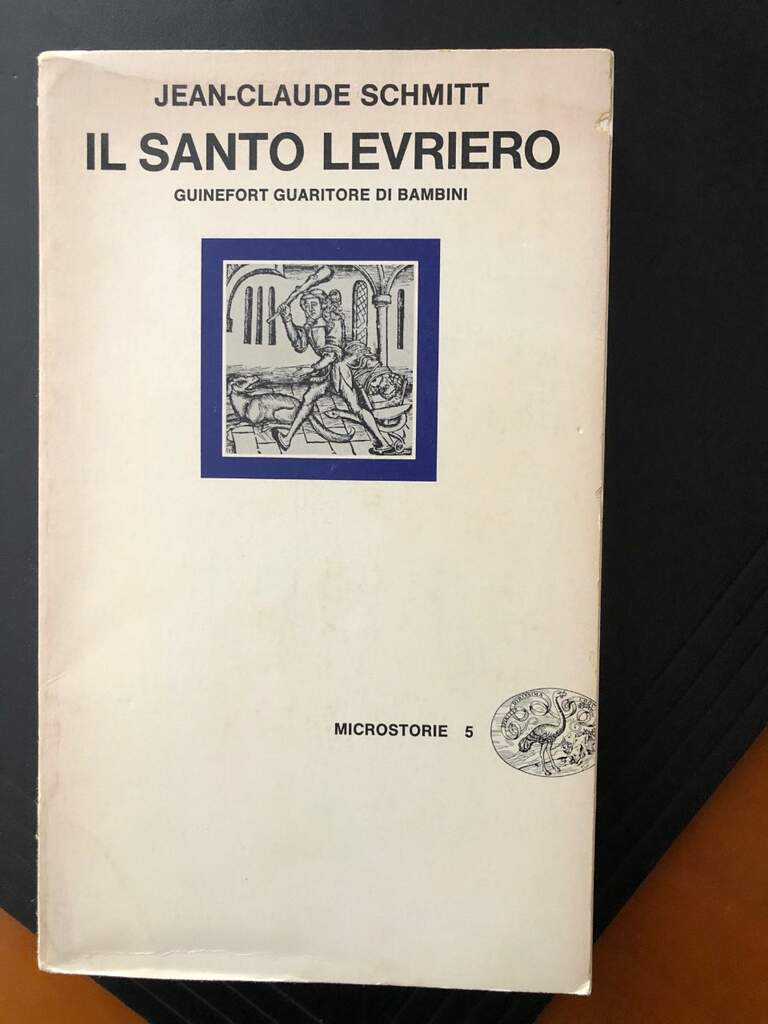 JEAN-CLAUDE SCHMITT
IL SANTO LEVRIERO
GUINEFORT GUARITORE DI BAMBINI
MICROSTORIE 5